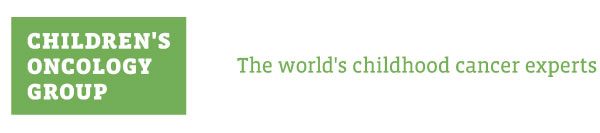 CHILDREN'S
ONCOLOGY
GROUP
The world's childhood cancer experts